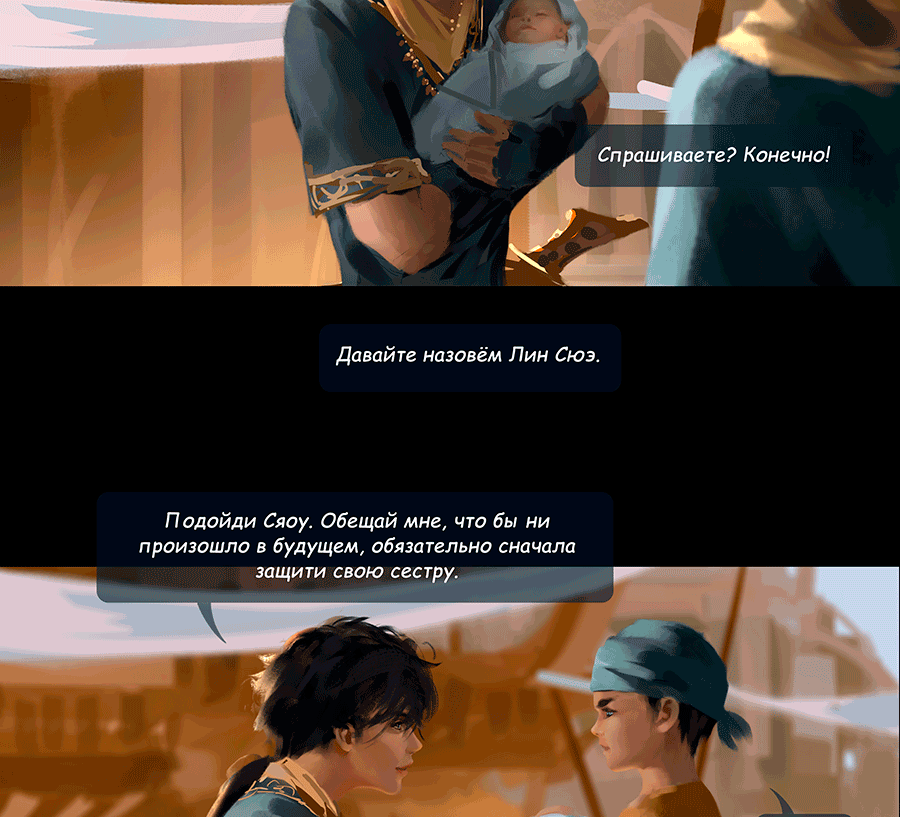 Спрашиваете? Конечно!
Давайте назовём Лин Сюэ.
Подойди Сяоу. Обещай мне, что бы ни
произошло в будущем, обязательно сначала
защити свою сестру.